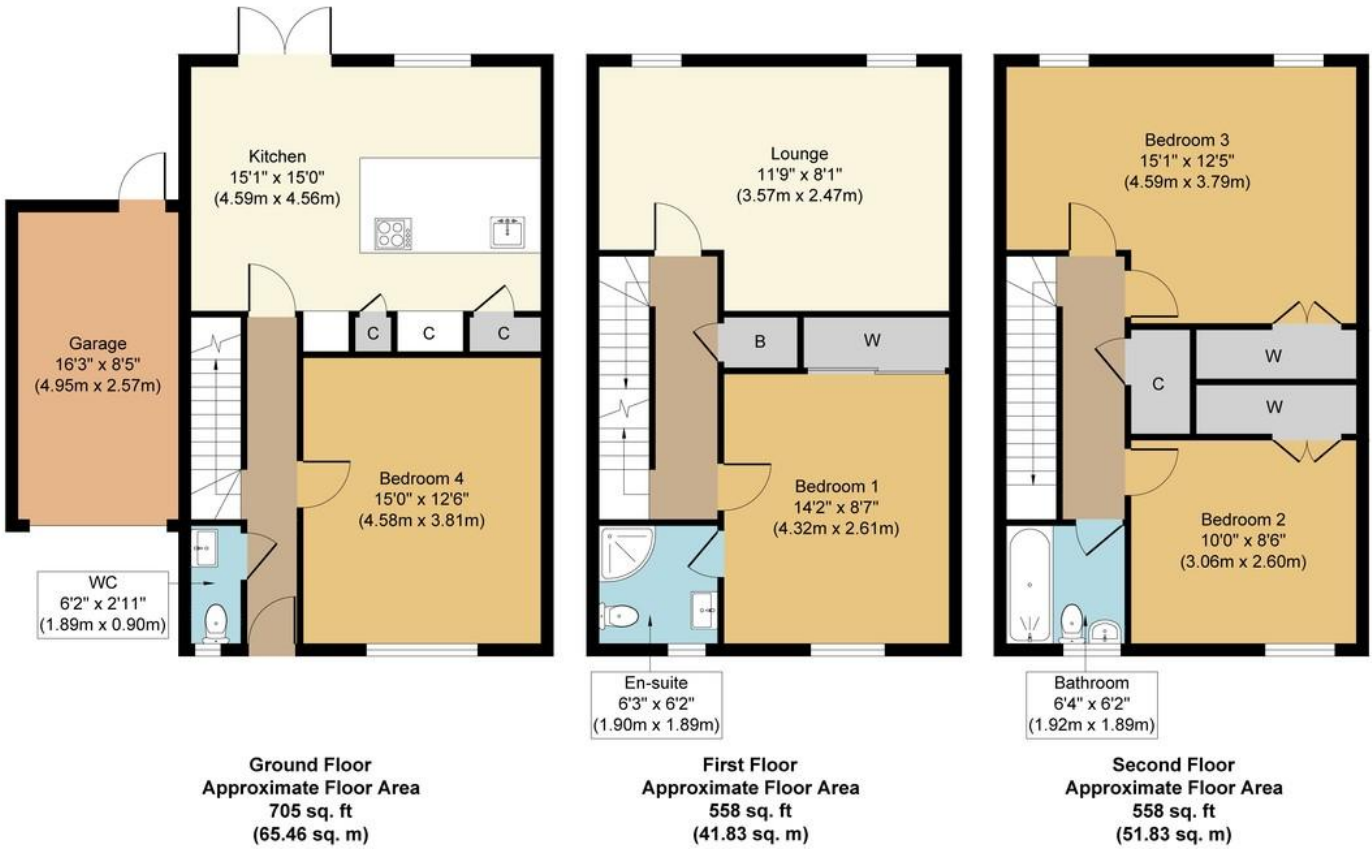 Kitchen
15'1" x 15'0"
(4.59m x 4.56m)
Garage
16'3" x 8'5"
(4.95m x 2.57m)
C
C
C
Bedroom 4
15'0" x 12'6"
(4.58m x 3.81m)
WC
6'2" x 2'11"
(1.89m x 0.90m)
Ground Floor
Approximate Floor Area
705 sq. ft
(65.46 sq. m)
Lounge
11'9" x 8'1"
(3.57m x 2.47m)
B
W
Bedroom 1
14'2" x 8'7"
(4.32m x 2.61m)
En-suite
6'3" x 6'2"
(1.90m x 1.89m)
First Floor
Approximate Floor Area
558 sq. ft
(41.83 sq. m)
Bedroom 3
15'1" x 12'5"
(4.59m x 3.79m)
W
C
W
Bedroom 2
10'0" x 8'6"
(3.06m x 2.60m)
Bathroom
6'4" x 6'2"
(1.92m x 1.89m)
Second Floor
Approximate Floor Area
558 sq. ft
(51.83 sq. m)